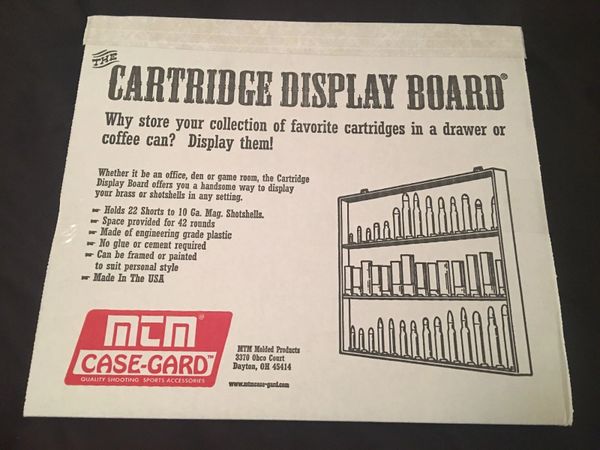 THE
CARTRIDGE DISPLAY BOARD®
Why store your collection of favorite cartridges in a drawer or
coffee can? Display them!
Whether it be an office, den or game room, the Cartridge
Display Board offers you a handsome way to display
your brass or shotshells in any setting.
☛ Holds 22 Shorts to 10 Ga. Mag. Shotshells.
☛ Space provided for 42 rounds
☛ Made of engineering grade plastic
☛ No glue or cement required
☛ Can be framed or painted
to suit personal style
☛ Made In The USA
MTM®
CASE-GARD™
QUALITY SHOOTING SPORTS ACCESSORIES
MTM Molded Products
3370 Obco Court
Dayton, OH 45414
www.mtmcase-gard.com